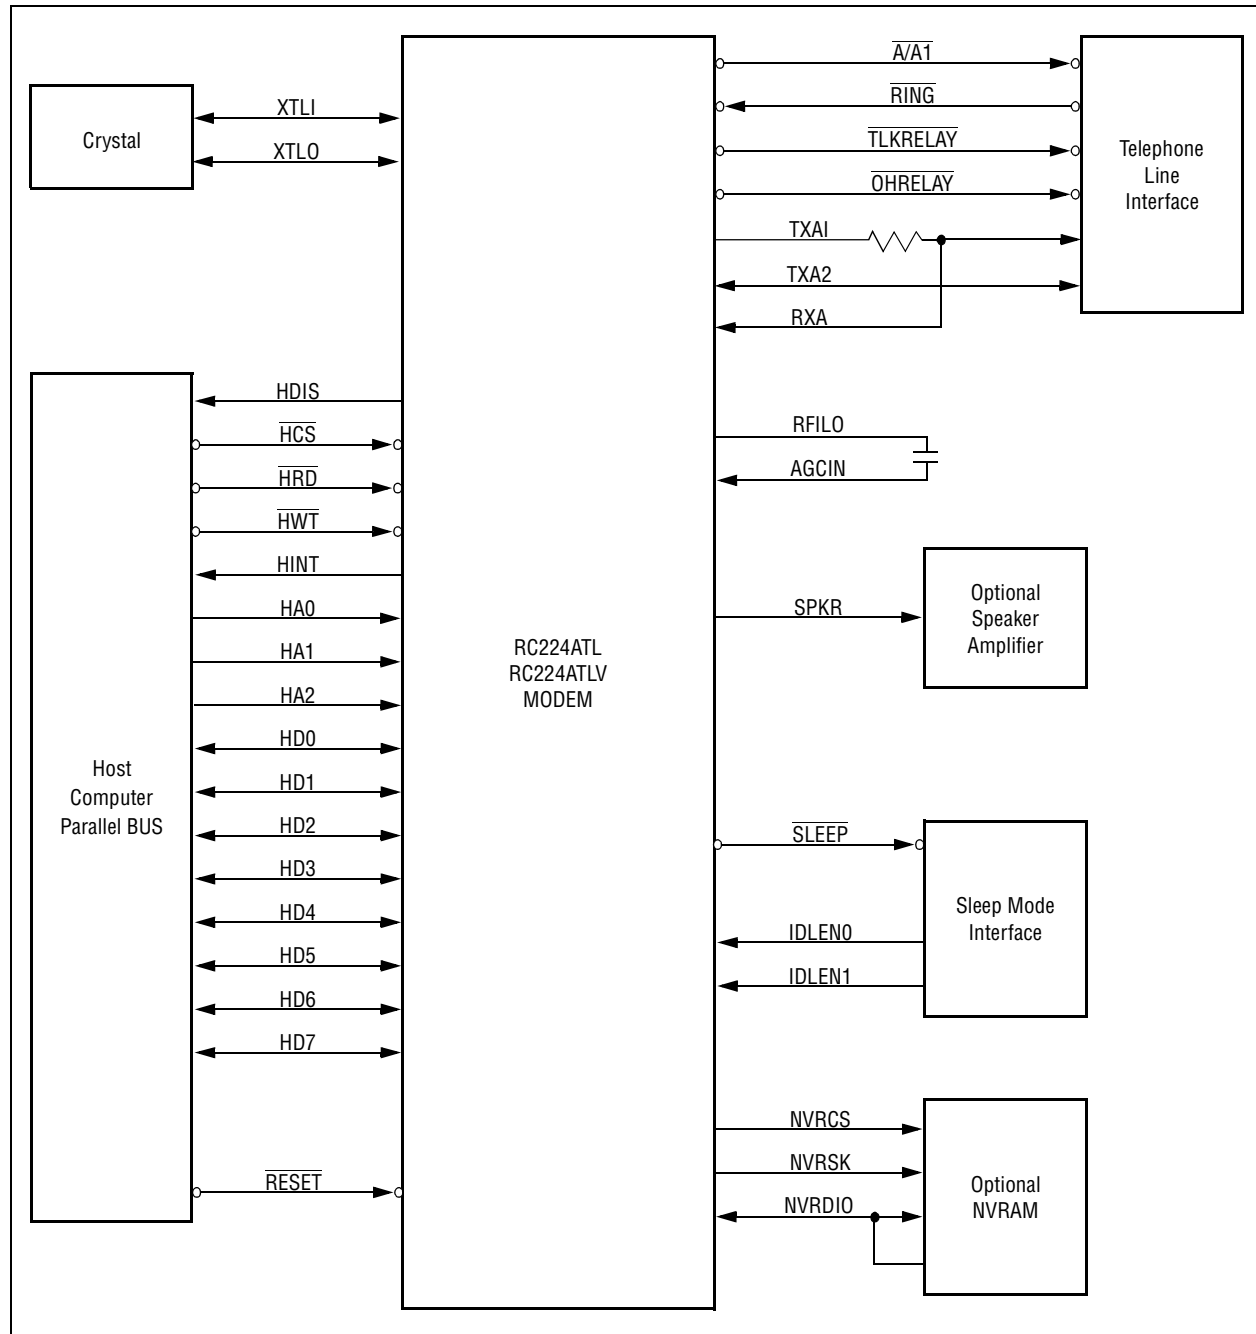 Crystal
XTLI
XTLO
Host
Computer
Parallel BUS
HDIS
HCS
HRD
HWT
HINT
HA0
HA1
HA2
HD0
HD1
HD2
HD3
HD4
HD5
HD6
HD7
RESET
RC224ATL
RC224ATLV
MODEM
A/A1
RING
TLKRELAY
OHRELAY
TXAI
TXA2
RXA
Telephone
Line
Interface
RFILO
AGCIN
SPKR
Optional
Speaker
Amplifier
SLEEP
IDLEN0
IDLEN1
Sleep Mode
Interface
NVRCS
NVRSK
NVRDIO
Optional
NVRAM